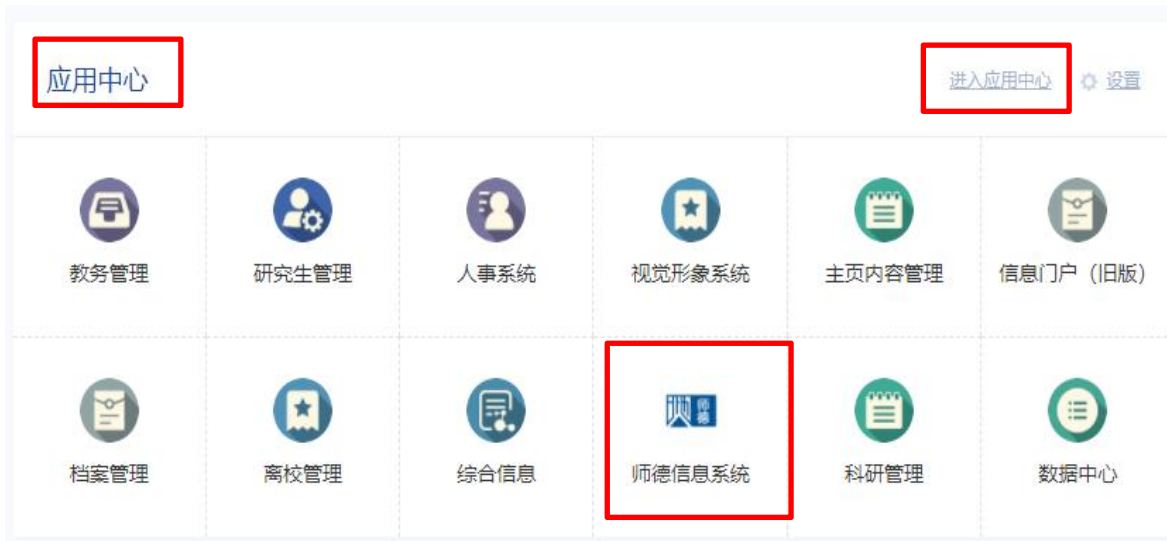 应用中心
进入应用中心 设置
教务管理 研究生管理 人事系统 视觉形象系统 主页内容管理 信息门户（旧版）
师德
档案管理 离校管理 综合信息 师德信息系统 科研管理 数据中心